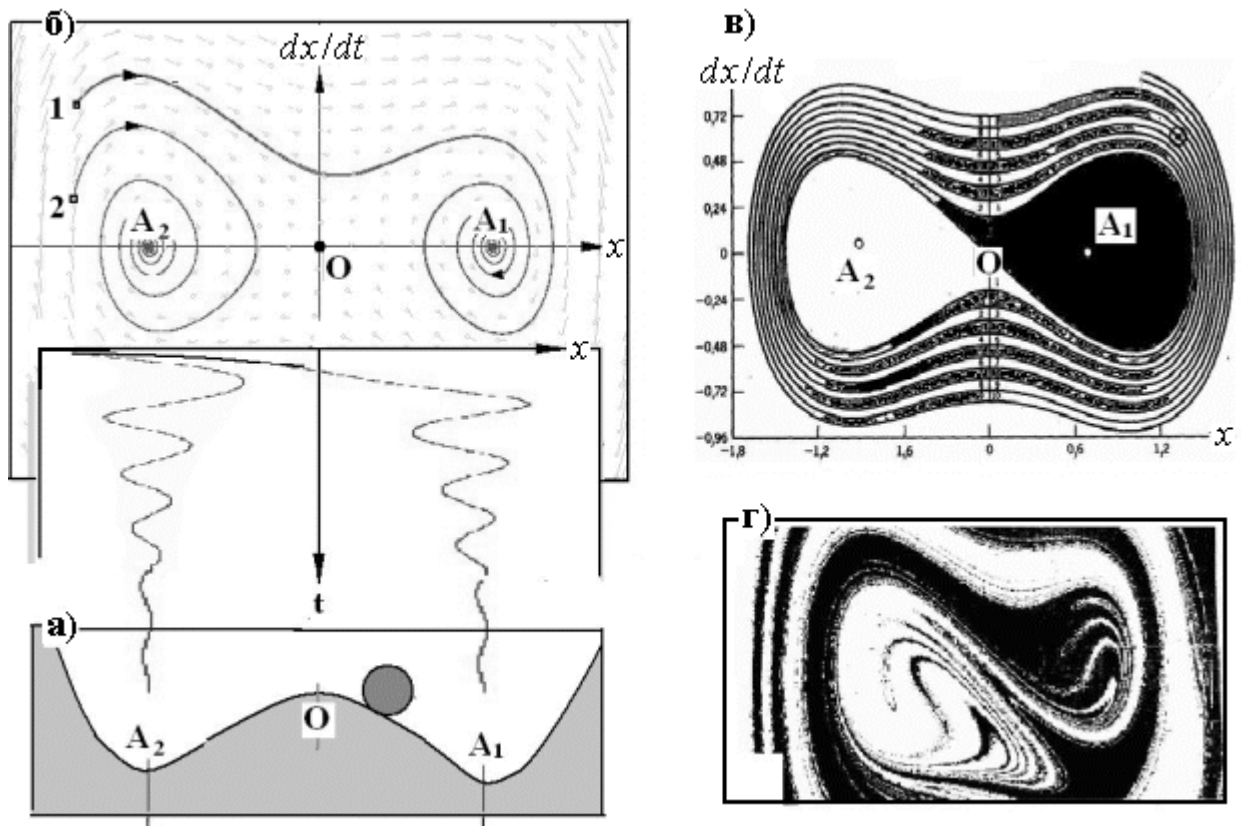 б)
dx/dt
1
2
A₂
A₁
O
x
x
t
а)
A₂
O
A₁
в)
dx/dt
0,72
0,48
0,24
0
-0,24
-0,48
-0,72
-0,96
A₂
O
A₁
x
-1,8
-1,2
1,6
0
0,6
1,2
г)